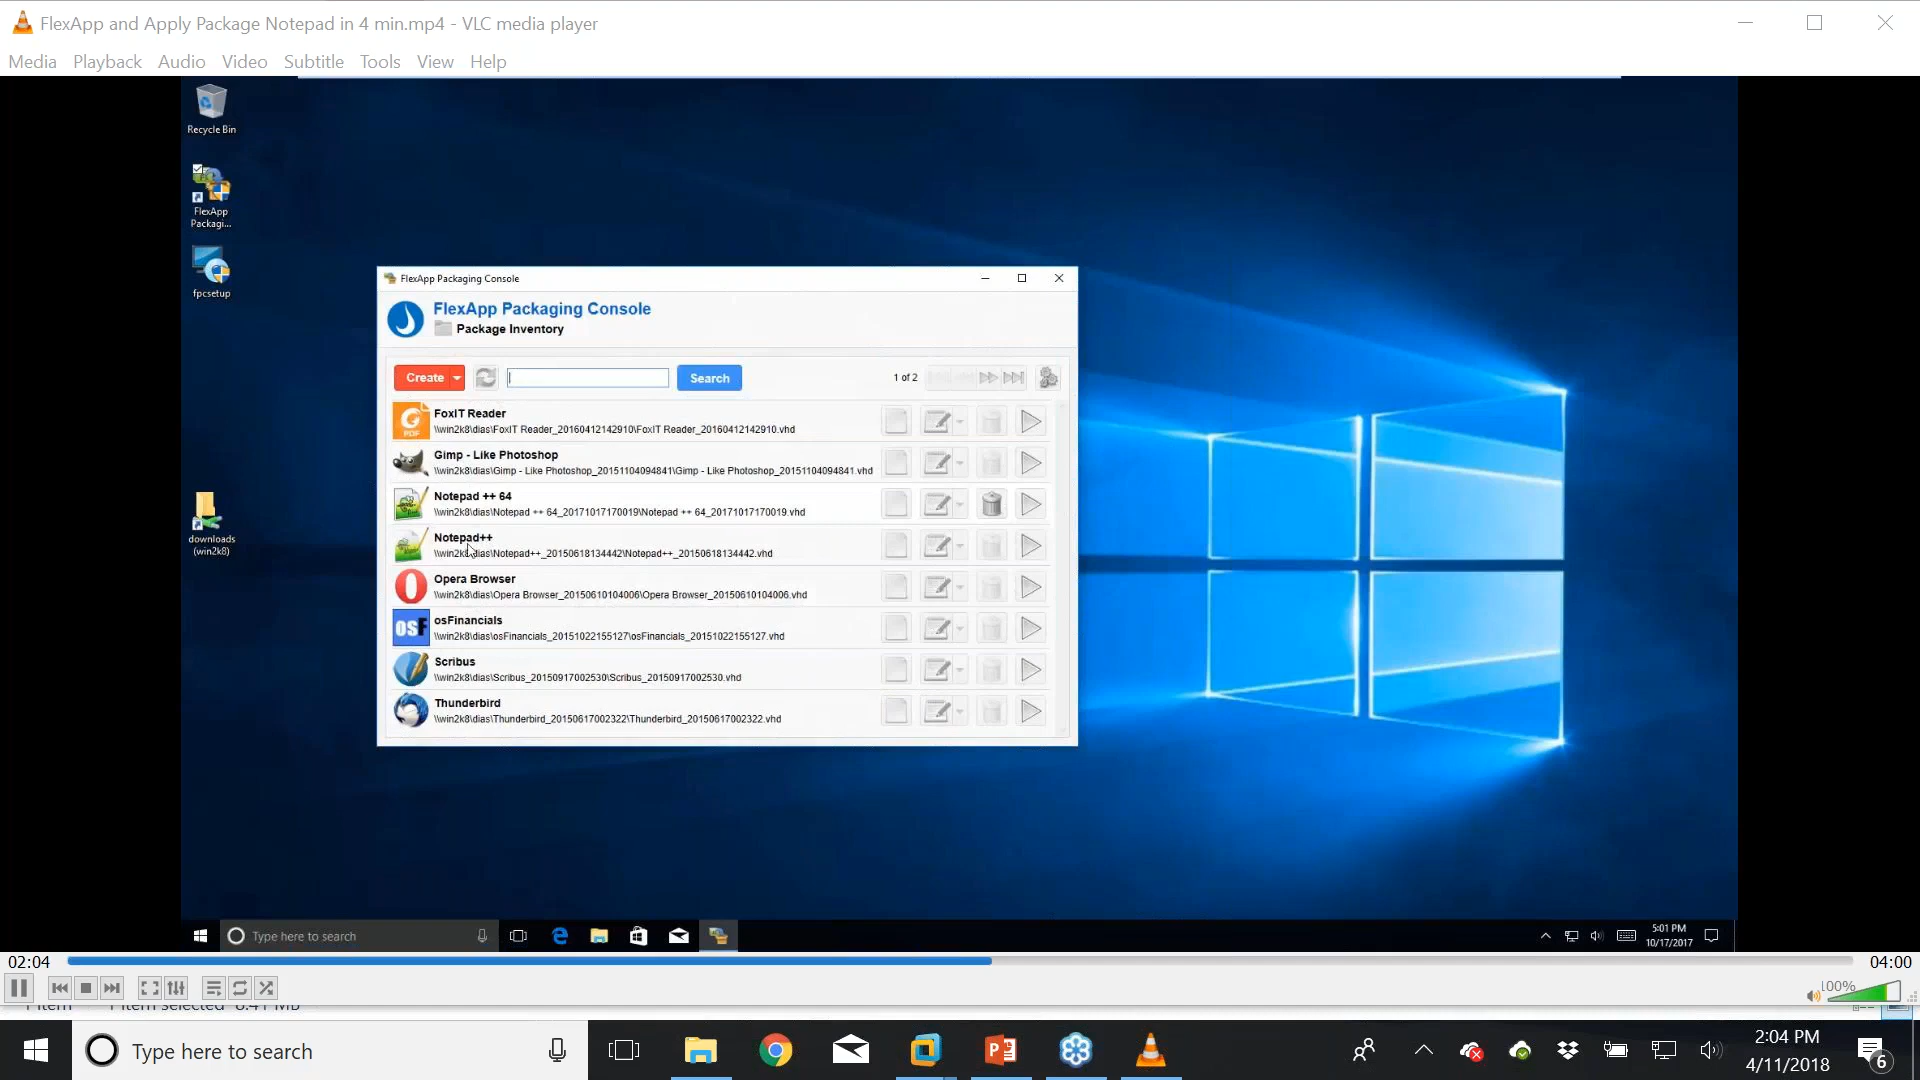 FlexApp and Apply Package Notepad in 4 min.mp4 - VLC media player
Media Playback Audio Video Subtitle Tools View Help
Recycle Bin
FlexApp
Packagi...
fpcsetup
downloads
(win2k8)
FlexApp Packaging Console
FlexApp Packaging Console
Package Inventory
Create Search 1 of 2
FoxIT Reader
\\win2k8\dias\FoxIT Reader_20160412142910\FoxIT Reader_20160412142910.vhd
PDF
Gimp - Like Photoshop
\\win2k8\dias\Gimp - Like Photoshop_20151104094841\Gimp - Like Photoshop_20151104094841.vhd
Notepad ++ 64
\\win2k8\dias\Notepad ++ 64_20171017170019\Notepad ++ 64_20171017170019.vhd
Notepad++
\\win2k8\dias\Notepad++_20150618134442\Notepad++_20150618134442.vhd
Opera Browser
\\win2k8\dias\Opera Browser_20150610104006\Opera Browser_20150610104006.vhd
osF
osFinancials
\\win2k8\dias\osFinancials_20151022155127\osFinancials_20151022155127.vhd
Scribus
\\win2k8\dias\Scribus_20150917002530\Scribus_20150917002530.vhd
Thunderbird
\\win2k8\dias\Thunderbird_20150617002322\Thunderbird_20150617002322.vhd
Type here to search
5:01 PM
10/17/2017
02:04 04:00
100%
Type here to search
2:04 PM
4/11/2018
6